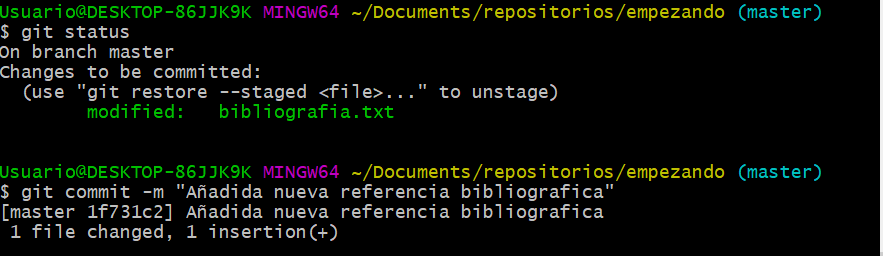 Usuario@DESKTOP-86JJK9K MINGW64 ~/Documents/repositorios/empezando (master)
$ git status
On branch master
Changes to be committed:
  (use "git restore --staged <file>..." to unstage)
        modified:   bibliografia.txt

Usuario@DESKTOP-86JJK9K MINGW64 ~/Documents/repositorios/empezando (master)
$ git commit -m "Añadida nueva referencia bibliografica"
[master 1f731c2] Añadida nueva referencia bibliografica
 1 file changed, 1 insertion(+)